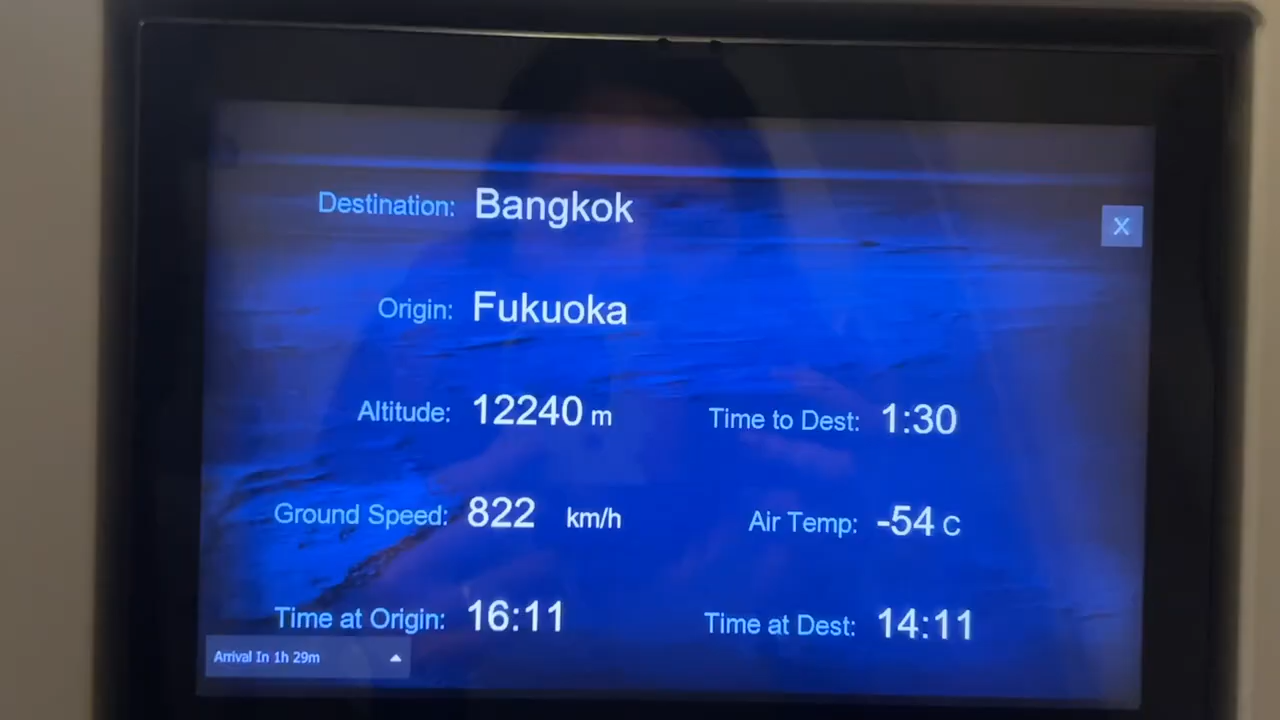 Destination: Bangkok
X
Origin: Fukuoka
Altitude: 12240 m Time to Dest: 1:30
Ground Speed: 822 km/h Air Temp: -54 C
Time at Origin: 16:11 Time at Dest: 14:11
Arrival In 1h 29m